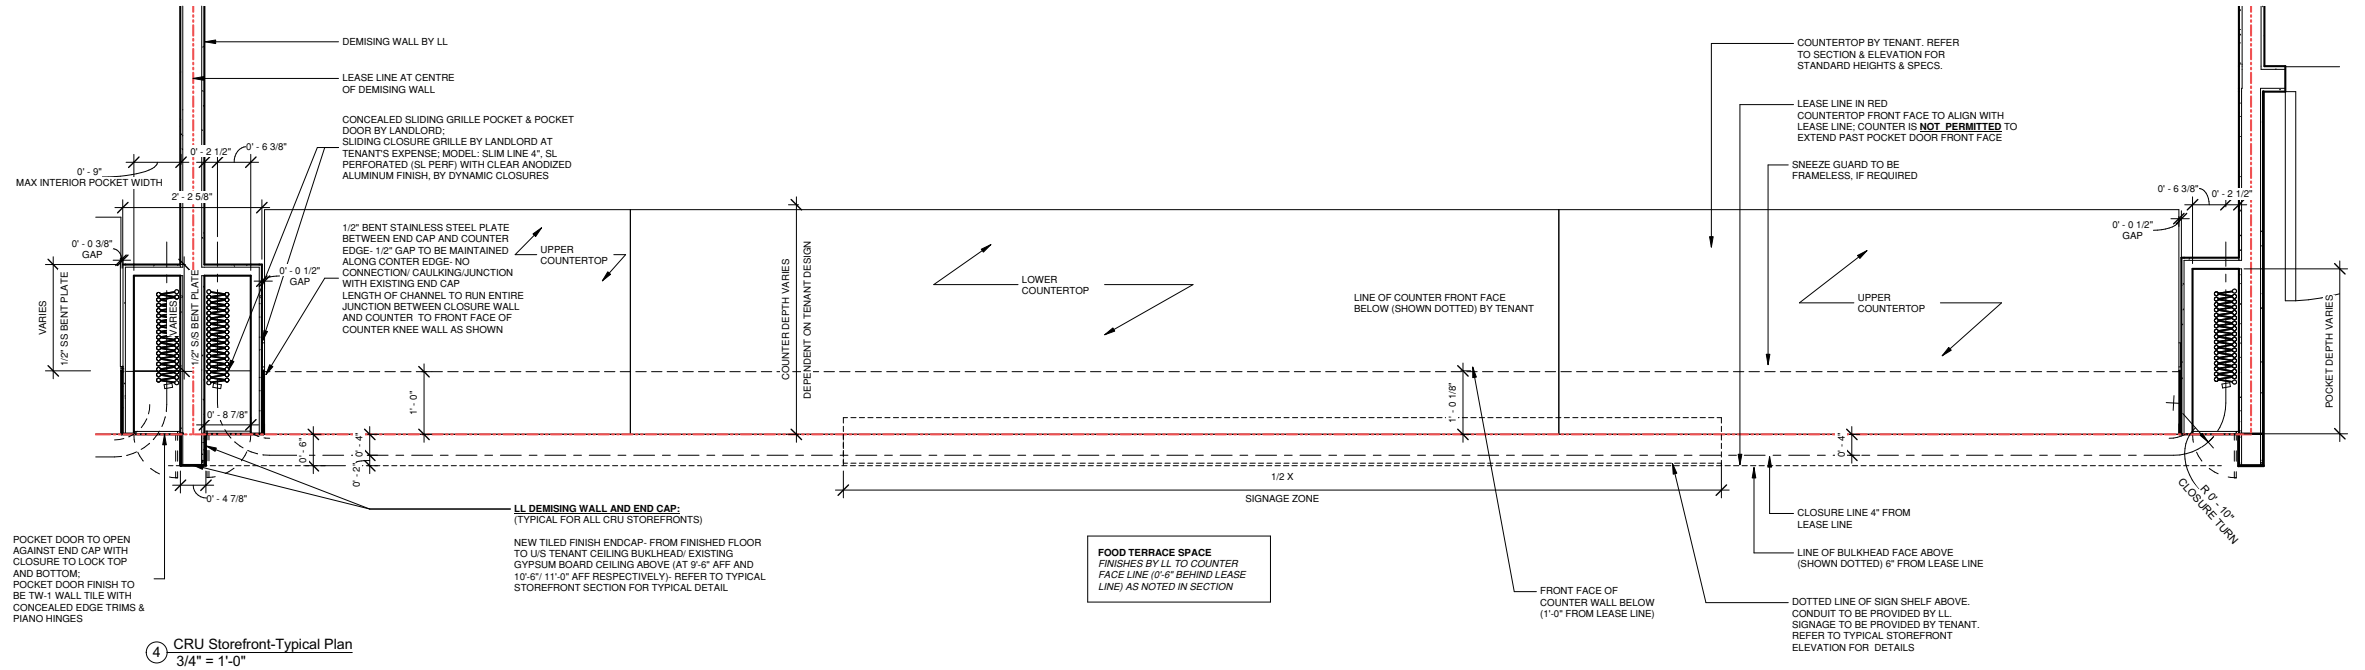 DEMISING WALL BY LL
LEASE LINE AT CENTRE
OF DEMISING WALL
CONCEALED SLIDING GRILLE POCKET & POCKET
DOOR BY LANDLORD;
SLIDING CLOSURE GRILLE BY LANDLORD AT
TENANT'S EXPENSE; MODEL: SLIM LINE 4", SL
PERFORATED (SL PERF) WITH CLEAR ANODIZED
ALUMINUM FINISH, BY DYNAMIC CLOSURES
0' - 2 1/2"
0' - 6 3/8"
0' - 9"
MAX INTERIOR POCKET WIDTH
2' - 2 5/8"
0' - 0 3/8"
GAP
VARIES
1/2" SS BENT PLATE
VARIES
1/2" S/S BENT PLATE
0' - 0 1/2"
GAP
1/2" BENT STAINLESS STEEL PLATE
BETWEEN END CAP AND COUNTER
EDGE- 1/2" GAP TO BE MAINTAINED
ALONG CONTER EDGE- NO
CONNECTION/ CAULKING/JUNCTION
WITH EXISTING END CAP
LENGTH OF CHANNEL TO RUN ENTIRE
JUNCTION BETWEEN CLOSURE WALL
AND COUNTER TO FRONT FACE OF
COUNTER KNEE WALL AS SHOWN
UPPER
COUNTERTOP
COUNTER DEPTH VARIES
DEPENDENT ON TENANT DESIGN
LOWER
COUNTERTOP
LINE OF COUNTER FRONT FACE
BELOW (SHOWN DOTTED) BY TENANT
UPPER
COUNTERTOP
COUNTERTOP BY TENANT. REFER
TO SECTION & ELEVATION FOR
STANDARD HEIGHTS & SPECS.
LEASE LINE IN RED
COUNTERTOP FRONT FACE TO ALIGN WITH
LEASE LINE; COUNTER IS NOT PERMITTED TO
EXTEND PAST POCKET DOOR FRONT FACE
SNEEZE GUARD TO BE
FRAMELESS, IF REQUIRED
0' - 6 3/8"
0' - 2 1/2"
0' - 0 1/2"
GAP
POCKET DEPTH VARIES
0' - 8 7/8"
1' - 0"
0' - 6"
0' - 4"
0' - 2"
0' - 4 7/8"
1' - 0 1/8"
0' - 4"
R 0' - 10"
CLOSURE TURN
1/2 X
SIGNAGE ZONE
POCKET DOOR TO OPEN
AGAINST END CAP WITH
CLOSURE TO LOCK TOP
AND BOTTOM;
POCKET DOOR FINISH TO
BE TW-1 WALL TILE WITH
CONCEALED EDGE TRIMS &
PIANO HINGES
LL DEMISING WALL AND END CAP:
(TYPICAL FOR ALL CRU STOREFRONTS)
NEW TILED FINISH ENDCAP- FROM FINISHED FLOOR
TO U/S TENANT CEILING BUKLHEAD/ EXISTING
GYPSUM BOARD CEILING ABOVE (AT 9'-6" AFF AND
10'-6"/ 11'-0" AFF RESPECTIVELY)- REFER TO TYPICAL
STOREFRONT SECTION FOR TYPICAL DETAIL
FOOD TERRACE SPACE
FINISHES BY LL TO COUNTER
FACE LINE (0'-6" BEHIND LEASE
LINE) AS NOTED IN SECTION
FRONT FACE OF
COUNTER WALL BELOW
(1'-0" FROM LEASE LINE)
CLOSURE LINE 4" FROM
LEASE LINE
LINE OF BULKHEAD FACE ABOVE
(SHOWN DOTTED) 6" FROM LEASE LINE
DOTTED LINE OF SIGN SHELF ABOVE.
CONDUIT TO BE PROVIDED BY LL.
SIGNAGE TO BE PROVIDED BY TENANT.
REFER TO TYPICAL STOREFRONT
ELEVATION FOR DETAILS
4 CRU Storefront-Typical Plan
3/4" = 1'-0"